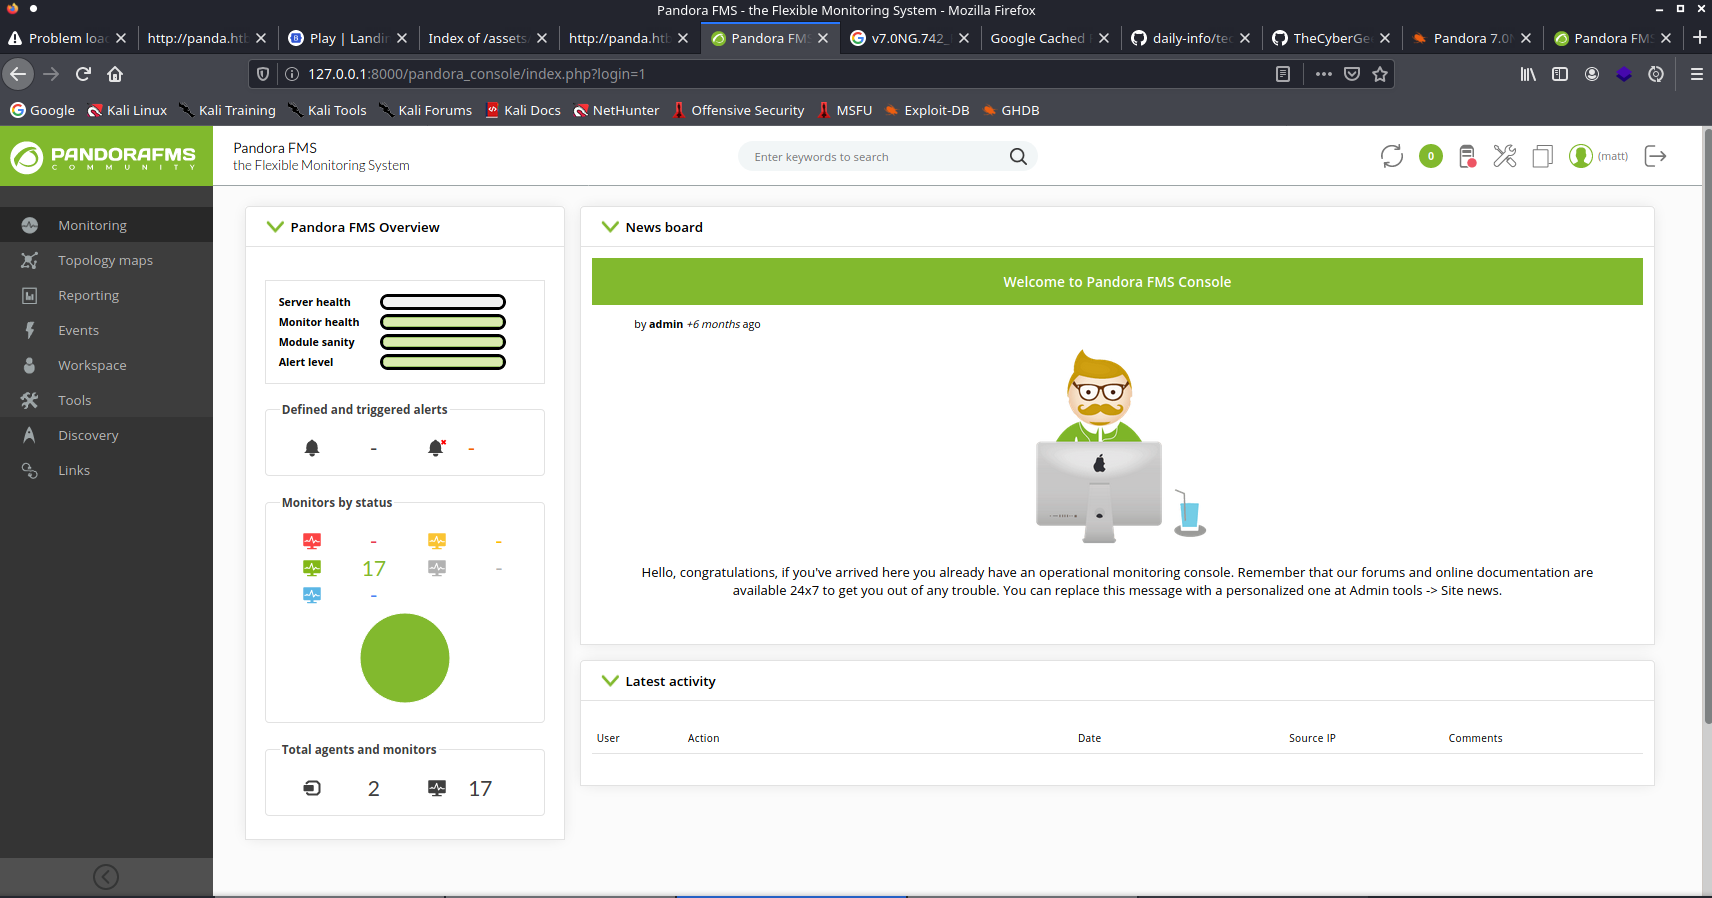 Pandora FMS - the Flexible Monitoring System - Mozilla Firefox
Problem loa
http://panda.htb
Play | Landi
Index of /assets
http://panda.htb
Pandora FMS
v7.0NG.742_
Google Cached
daily-info/te
TheCyberGe
Pandora 7.0
Pandora FMS
127.0.0.1:8000/pandora_console/index.php?login=1
Google
Kali Linux
Kali Training
Kali Tools
Kali Forums
Kali Docs
NetHunter
Offensive Security
MSFU
Exploit-DB
GHDB
PANDORAFMS
COMMUNITY
Pandora FMS
the Flexible Monitoring System
Enter keywords to search
0
(matt)
Monitoring
Topology maps
Reporting
Events
Workspace
Tools
Discovery
Links
Pandora FMS Overview
Server health
Monitor health
Module sanity
Alert level
Defined and triggered alerts
- -
Monitors by status
- -
17 -
-
Total agents and monitors
2 17
News board
Welcome to Pandora FMS Console
by admin +6 months ago
Hello, congratulations, if you've arrived here you already have an operational monitoring console. Remember that our forums and online documentation are
available 24x7 to get you out of any trouble. You can replace this message with a personalized one at Admin tools -> Site news.
Latest activity
User Action Date Source IP Comments